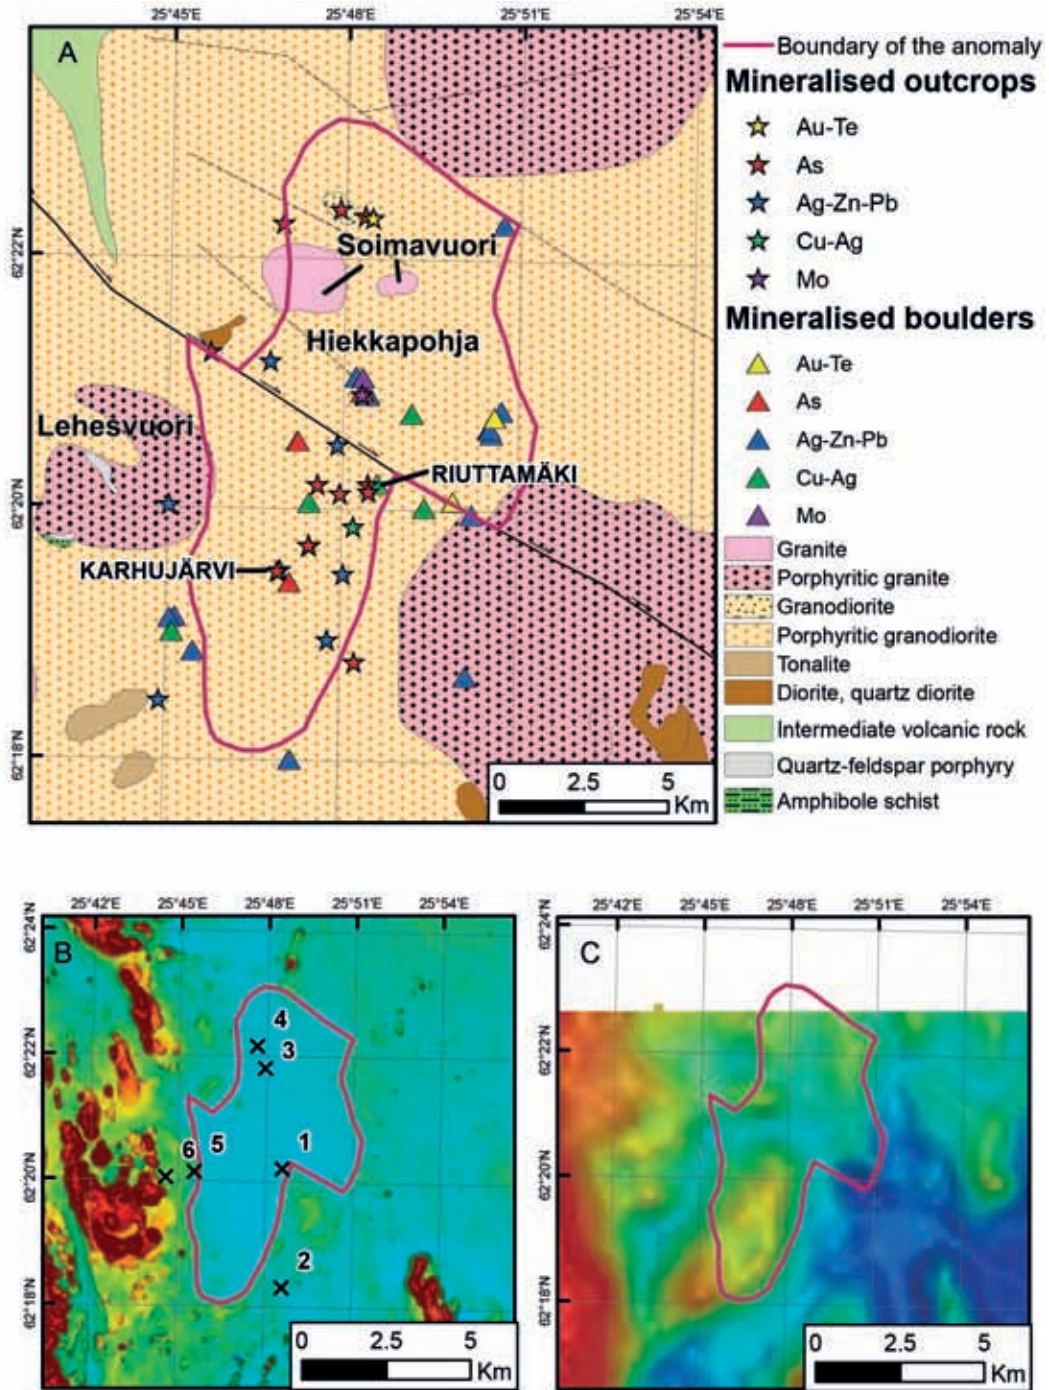 25°45'E 25°48'E 25°51'E 25°54'E
A
62°22'N
62°20'N
62°18'N
Soimavuori
Hiekkapohja
Lehesvuori
RIUTTAMÄKI
KARHUJÄRVI
0 2.5 5
Km
Boundary of the anomaly
Mineralised outcrops
Au-Te
As
Ag-Zn-Pb
Cu-Ag
Mo
Mineralised boulders
Au-Te
As
Ag-Zn-Pb
Cu-Ag
Mo
Granite
Porphyritic granite
Granodiorite
Porphyritic granodiorite
Tonalite
Diorite, quartz diorite
Intermediate volcanic rock
Quartz-feldspar porphyry
Amphibole schist
25°42'E 25°45'E 25°48'E 25°51'E 25°54'E
B
62°24'N
62°22'N
62°20'N
62°18'N
4
3
1
5
6
2
0 2.5 5
Km
25°42'E 25°45'E 25°48'E 25°51'E 25°54'E
C
62°24'N
62°22'N
62°20'N
62°18'N
0 2.5 5
Km